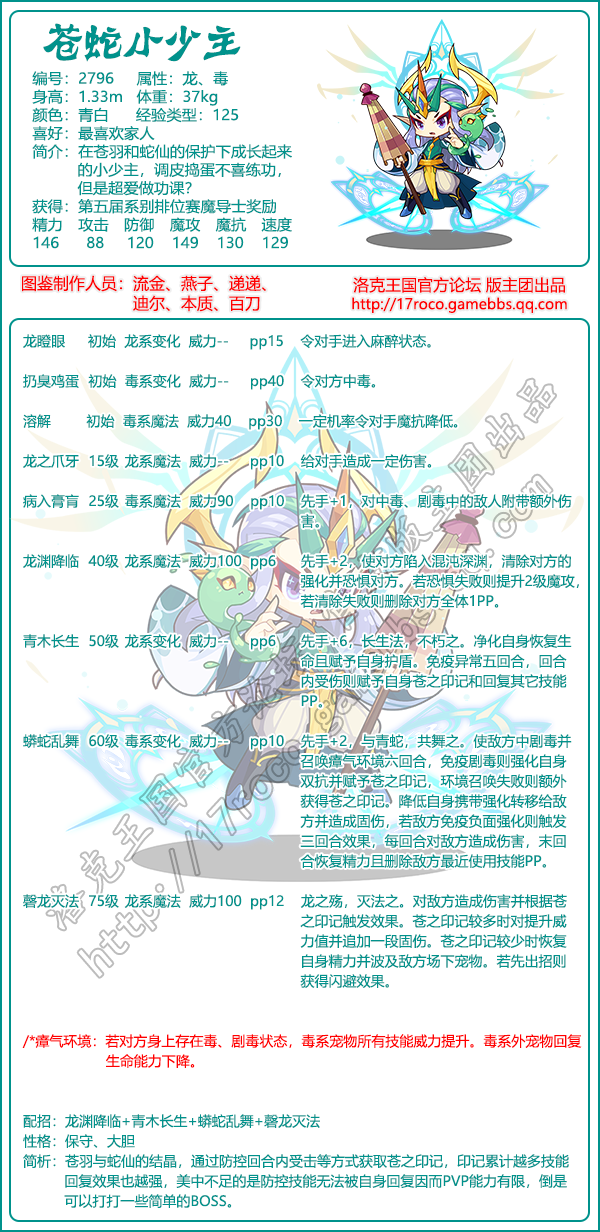 苍蛇小少主
编号：2796 属性：龙、毒
身高：1.33m 体重：37kg
颜色：青白 经验类型：125
喜好：最喜欢家人
简介：在苍羽和蛇仙的保护下成长起来
的小少主，调皮捣蛋不喜练功，
但是超爱做功课？
获得：第五届系别排位赛魔导士奖励
精力 攻击 防御 魔攻 魔抗 速度
146 88 120 149 130 129
图鉴制作人员：流金、燕子、递递、
迪尔、本质、百刀
洛克王国官方论坛 版主团出品
http://17roco.gamebbs.qq.com
龙瞪眼 初始 龙系变化 威力-- pp15 令对手进入麻醉状态。
扔臭鸡蛋 初始 毒系变化 威力-- pp40 令对方中毒。
溶解 初始 毒系魔法 威力40 pp30 一定机率令对手魔抗降低。
龙之爪牙 15级 龙系魔法 威力-- pp10 给对手造成一定伤害。
病入膏肓 25级 毒系魔法 威力90 pp10 先手+1，对中毒、剧毒中的敌人附带额外伤
害。
龙渊降临 40级 龙系魔法 威力100 pp6 先手+2，使对方陷入混沌深渊，清除对方的
强化并恐惧对方。若恐惧失败则提升2级魔攻，
若清除失败则删除对方全体1PP。
青木长生 50级 龙系变化 威力-- pp6 先手+6，长生法，不朽之。净化自身恢复生
命且赋予自身护盾。免疫异常五回合，回合
内受伤则赋予自身苍之印记和回复其它技能
PP。
蟒蛇乱舞 60级 毒系变化 威力-- pp10 先手+2，与青蛇，共舞之。使敌方中剧毒并
召唤瘴气环境六回合，免疫剧毒则强化自身
双抗并赋予苍之印记，环境召唤失败则额外
获得苍之印记。降低自身携带强化转移给敌
方并造成固伤，若敌方免疫负面强化则触发
三回合效果，每回合对敌方造成伤害，末回
合恢复精力且删除敌方最近使用技能PP。
磬龙灭法 75级 龙系魔法 威力100 pp12 龙之殇，灭法之。对敌方造成伤害并根据苍
之印记触发效果。苍之印记较多时对提升威
力值并追加一段固伤。苍之印记较少时恢复
自身精力并波及敌方场下宠物。若先出招则
获得闪避效果。
/*瘴气环境：若对方身上存在毒、剧毒状态，毒系宠物所有技能威力提升。毒系外宠物回复
生命能力下降。
配招：龙渊降临+青木长生+蟒蛇乱舞+磬龙灭法
性格：保守、大胆
简析：苍羽与蛇仙的结晶，通过防控回合内受击等方式获取苍之印记，印记累计越多技能
回复效果也越强，美中不足的是防控技能无法被自身回复因而PVP能力有限，倒是
可以打打一些简单的BOSS。
洛克王国官方论坛 版主团出品
http://17roco.gamebbs.qq.com